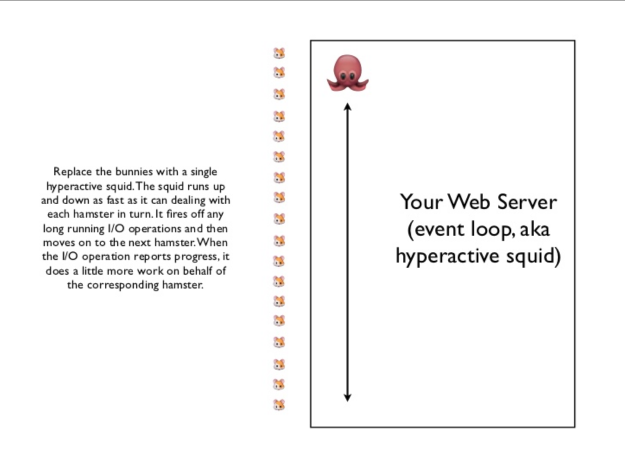 Replace the bunnies with a single
hyperactive squid. The squid runs up
and down as fast as it can dealing with
each hamster in turn. It fires off any
long running I/O operations and then
moves on to the next hamster. When
the I/O operation reports progress, it
does a little more work on behalf of
the corresponding hamster.
Your Web Server
(event loop, aka
hyperactive squid)